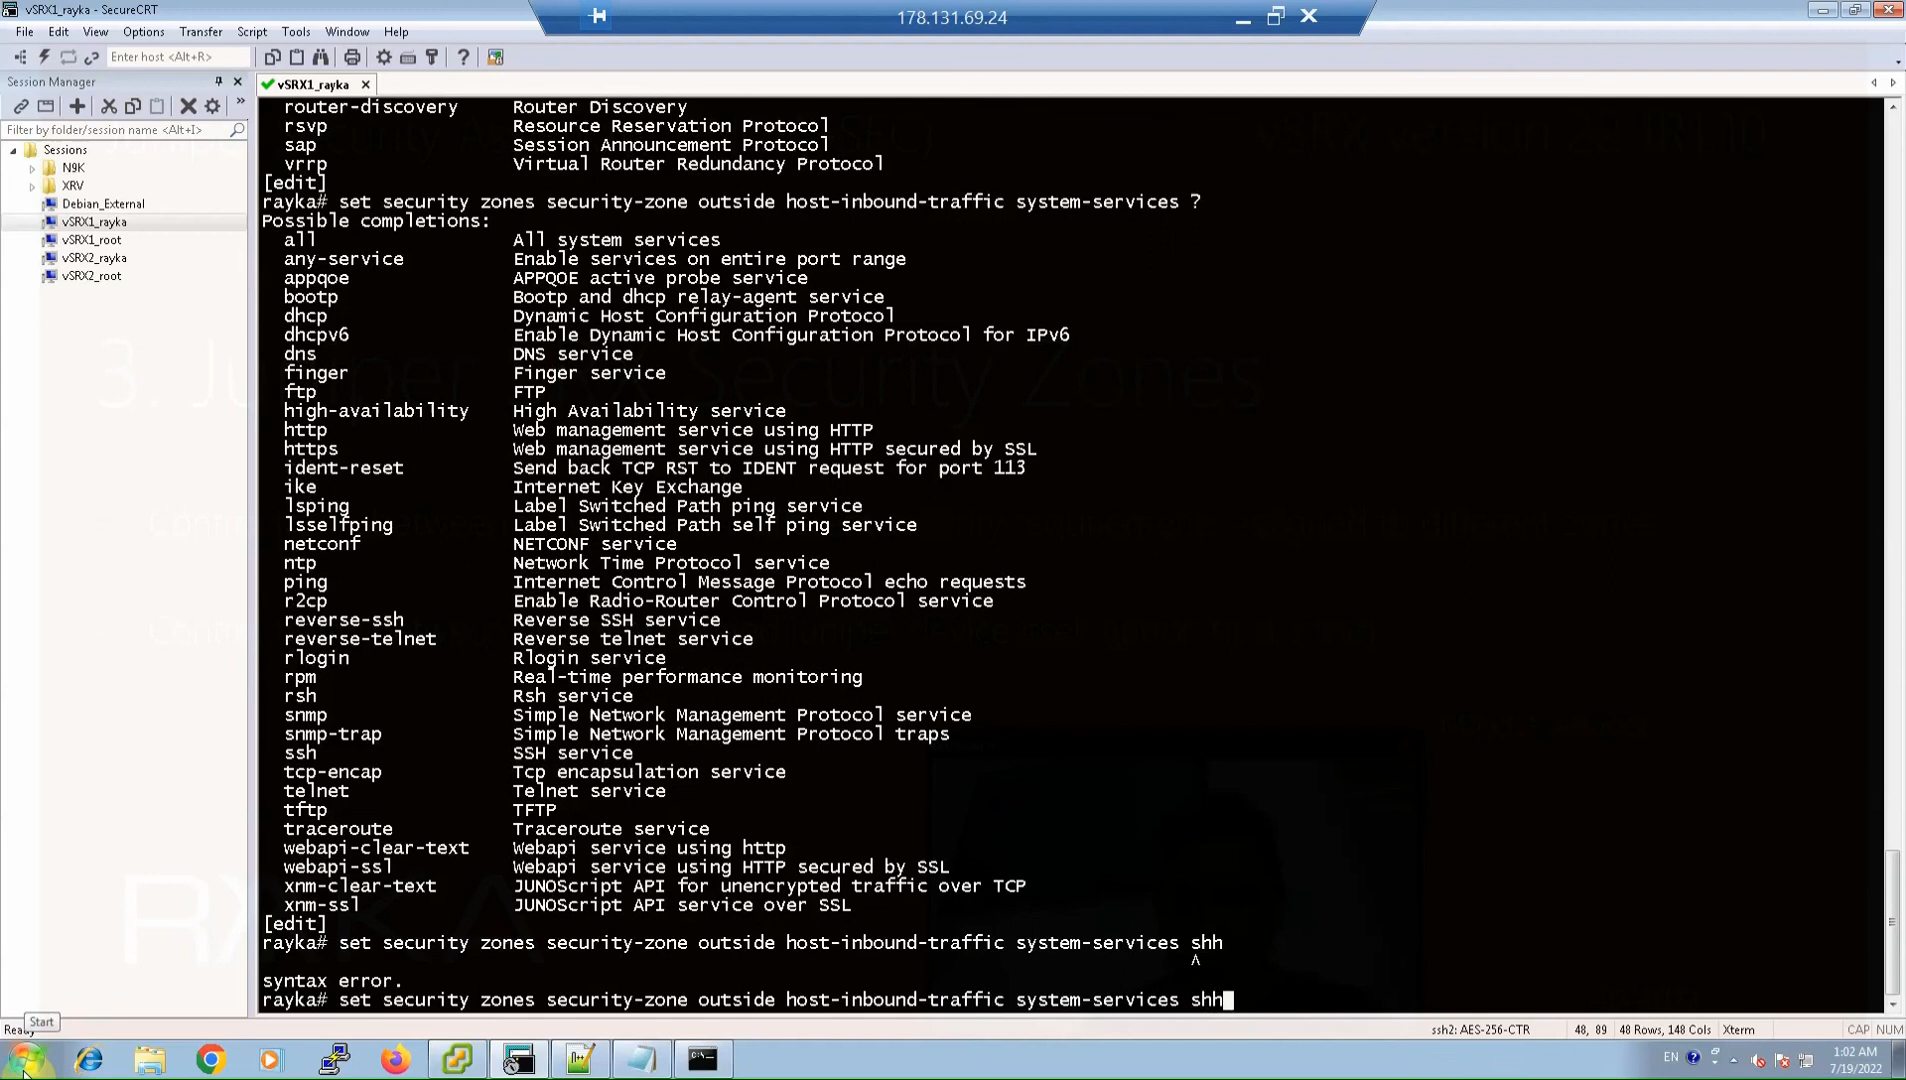 vSRX1_rayka - SecureCRT
178.131.69.24
File Edit View Options Transfer Script Tools Window Help
Enter host <Alt+R>
Session Manager
vSRX1_rayka
Filter by folder/session name <Alt+I>
Sessions
N9K
XRV
Debian_External
vSRX1_rayka
vSRX1_root
vSRX2_rayka
vSRX2_root
router-discovery Router Discovery
rsvp Resource Reservation Protocol
sap Session Announcement Protocol
vrrp Virtual Router Redundancy Protocol
[edit]
rayka# set security zones security-zone outside host-inbound-traffic system-services ?
Possible completions:
all All system services
any-service Enable services on entire port range
appqoe APPQOE active probe service
bootp Bootp and dhcp relay-agent service
dhcp Dynamic Host Configuration Protocol
dhcpv6 Enable Dynamic Host Configuration Protocol for IPv6
dns DNS service
finger Finger service
ftp FTP
high-availability High Availability service
http Web management service using HTTP
https Web management service using HTTP secured by SSL
ident-reset Send back TCP RST to IDENT request for port 113
ike Internet Key Exchange
lsping Label Switched Path ping service
lsselfping Label Switched Path self ping service
netconf NETCONF service
ntp Network Time Protocol service
ping Internet Control Message Protocol echo requests
r2cp Enable Radio-Router Control Protocol service
reverse-ssh Reverse SSH service
reverse-telnet Reverse telnet service
rlogin Rlogin service
rpm Real-time performance monitoring
rsh Rsh service
snmp Simple Network Management Protocol service
snmp-trap Simple Network Management Protocol traps
ssh SSH service
tcp-encap Tcp encapsulation service
telnet Telnet service
tftp TFTP
traceroute Traceroute service
webapi-clear-text Webapi service using http
webapi-ssl Webapi service using HTTP secured by SSL
xnm-clear-text JUNOScript API for unencrypted traffic over TCP
xnm-ssl JUNOScript API service over SSL
[edit]
rayka# set security zones security-zone outside host-inbound-traffic system-services shh
^
syntax error.
rayka# set security zones security-zone outside host-inbound-traffic system-services shh
Start
Ready
ssh2: AES-256-CTR 48, 89 48 Rows, 148 Cols Xterm CAP NUM
EN
1:02 AM
7/19/2022